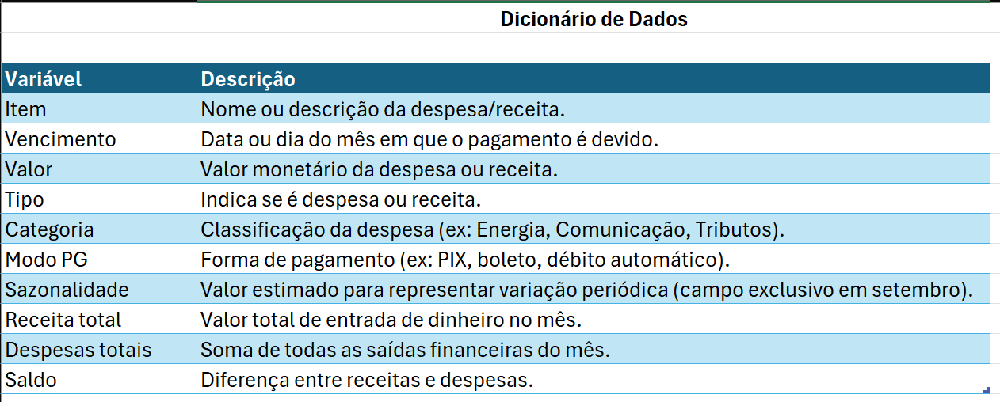 Dicionário de Dados
Variável Descrição
Item Nome ou descrição da despesa/receita.
Vencimento Data ou dia do mês em que o pagamento é devido.
Valor Valor monetário da despesa ou receita.
Tipo Indica se é despesa ou receita.
Categoria Classificação da despesa (ex: Energia, Comunicação, Tributos).
Modo PG Forma de pagamento (ex: PIX, boleto, débito automático).
Sazonalidade Valor estimado para representar variação periódica (campo exclusivo em setembro).
Receita total Valor total de entrada de dinheiro no mês.
Despesas totais Soma de todas as saídas financeiras do mês.
Saldo Diferença entre receitas e despesas.